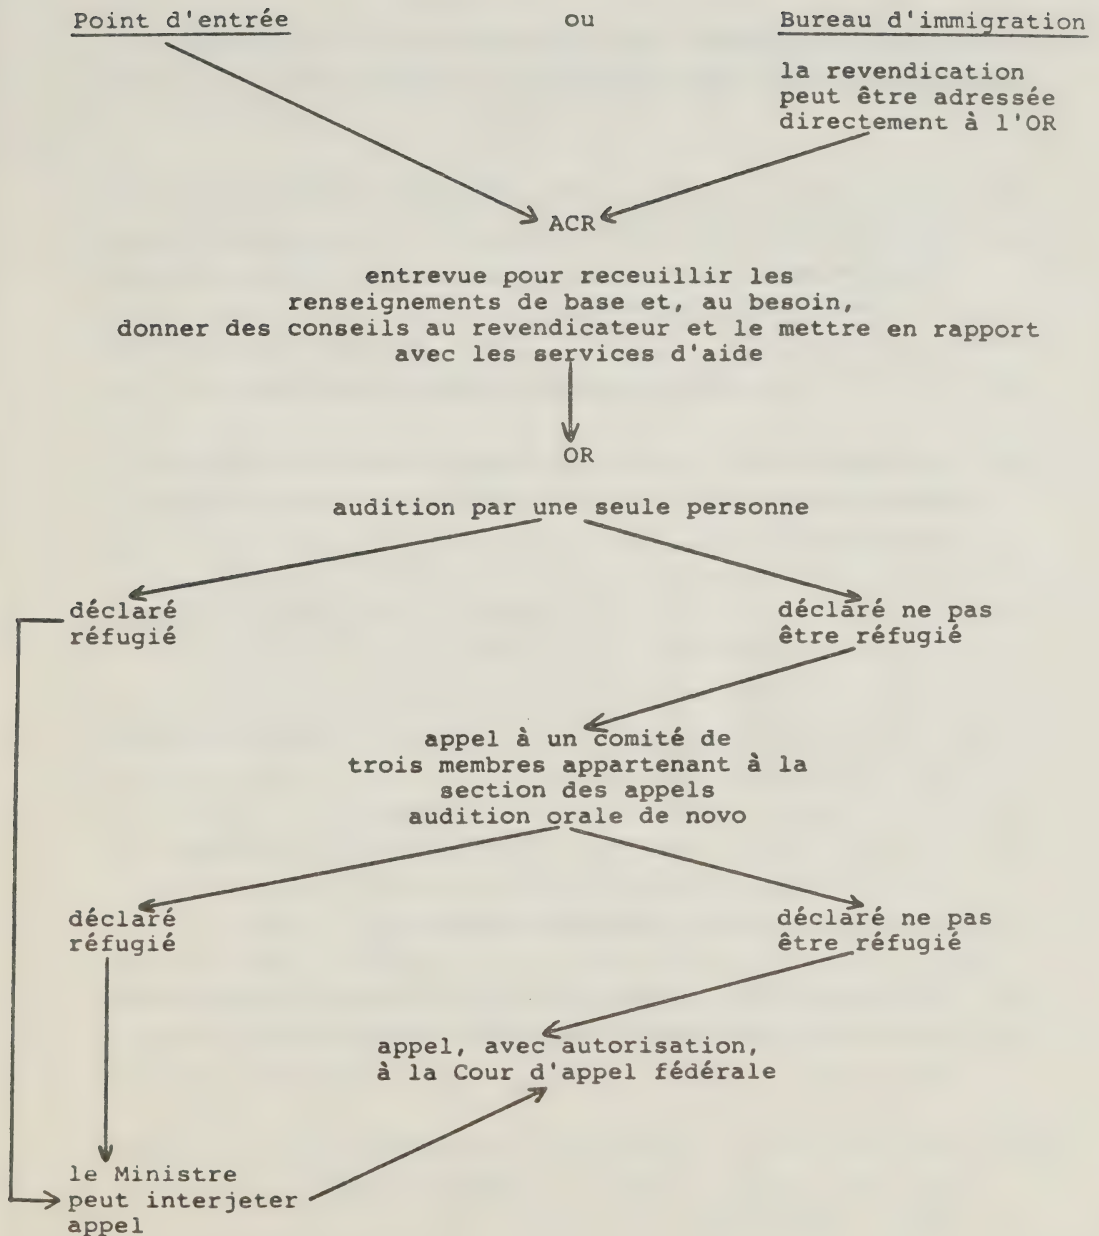 Point d'entrée ou Bureau d'immigration
la revendication
peut être adressée
directement à l'OR
ACR
entrevue pour receuillir les
renseignements de base et, au besoin,
donner des conseils au revendicateur et le mettre en rapport
avec les services d'aide
OR
audition par une seule personne
déclaré
réfugié
déclaré ne pas
être réfugié
appel à un comité de
trois membres appartenant à la
section des appels
audition orale de novo
déclaré
réfugié
déclaré ne pas
être réfugié
appel, avec autorisation,
à la Cour d'appel fédérale
le Ministre
peut interjeter
appel